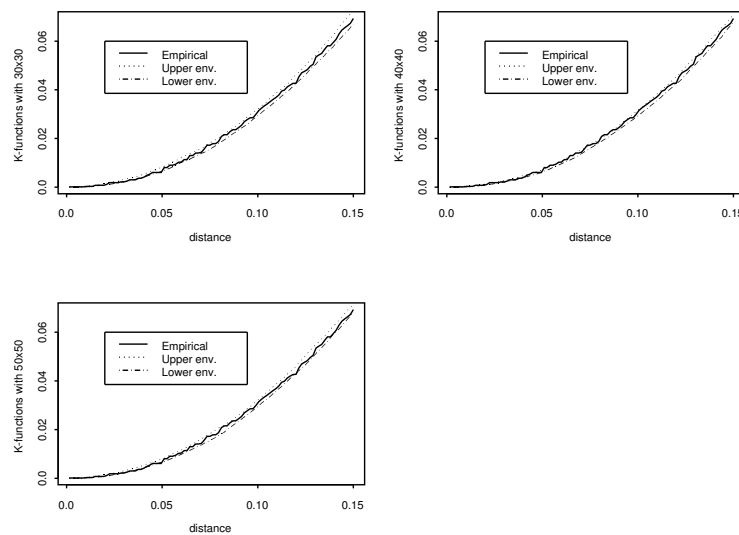 K-functions with 30x30
0.0 0.02 0.04 0.06
Empirical
Upper env.
Lower env.
0.0 0.05 0.10 0.15
distance
K-functions with 40x40
0.0 0.02 0.04 0.06
Empirical
Upper env.
Lower env.
0.0 0.05 0.10 0.15
distance
K-functions with 50x50
0.0 0.02 0.04 0.06
Empirical
Upper env.
Lower env.
0.0 0.05 0.10 0.15
distance